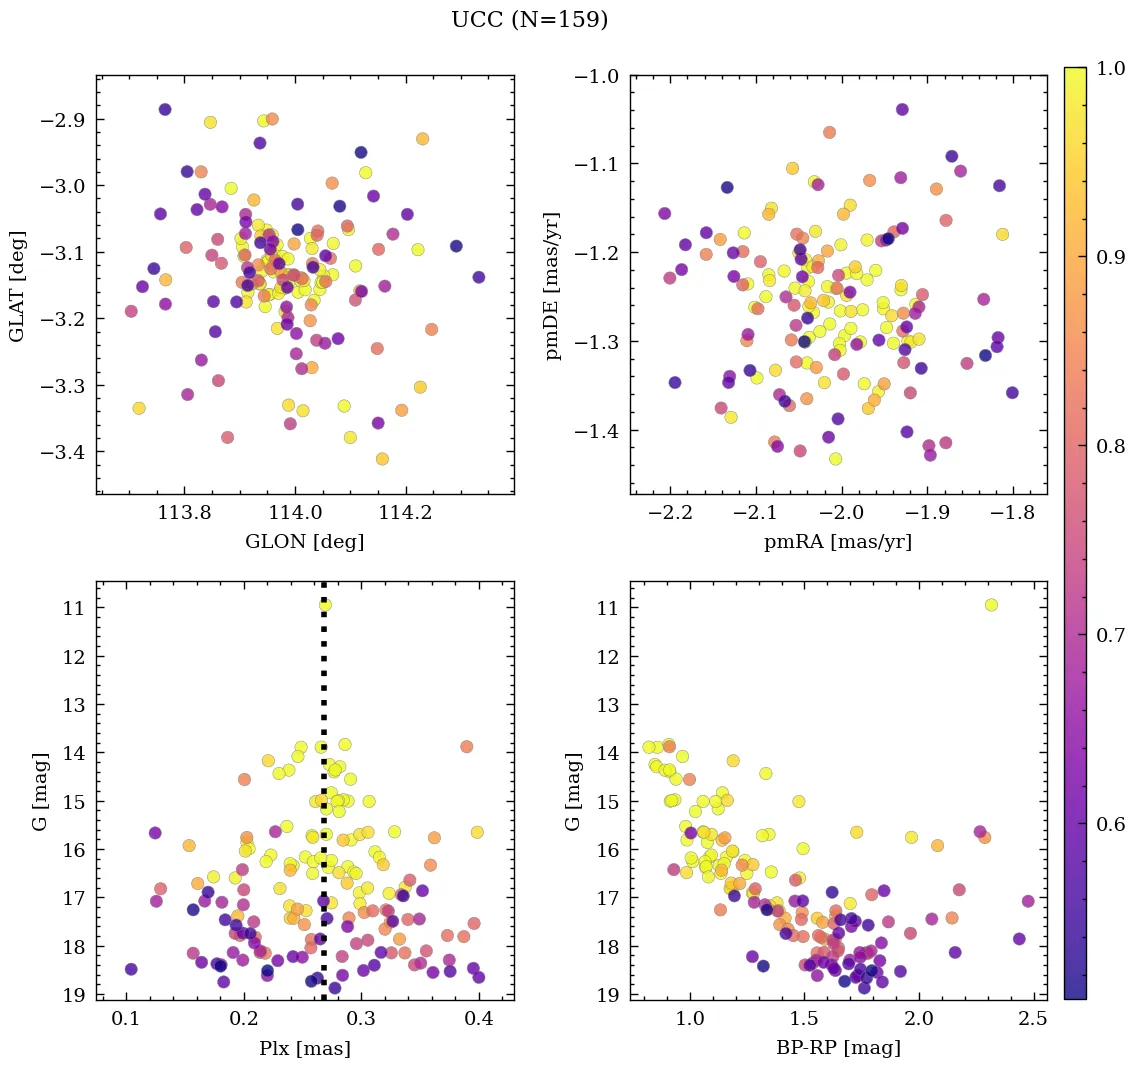 UCC (N=159)
−2.9
−3.0
−3.1
−3.2
−3.3
−3.4
GLAT [deg]
113.8 114.0 114.2
GLON [deg]
−1.0
−1.1
−1.2
−1.3
−1.4
pmDE [mas/yr]
−2.2 −2.1 −2.0 −1.9 −1.8
pmRA [mas/yr]
11
12
13
14
15
16
17
18
19
G [mag]
0.1 0.2 0.3 0.4
Plx [mas]
11
12
13
14
15
16
17
18
19
G [mag]
1.0 1.5 2.0 2.5
BP-RP [mag]
1.0
0.9
0.8
0.7
0.6